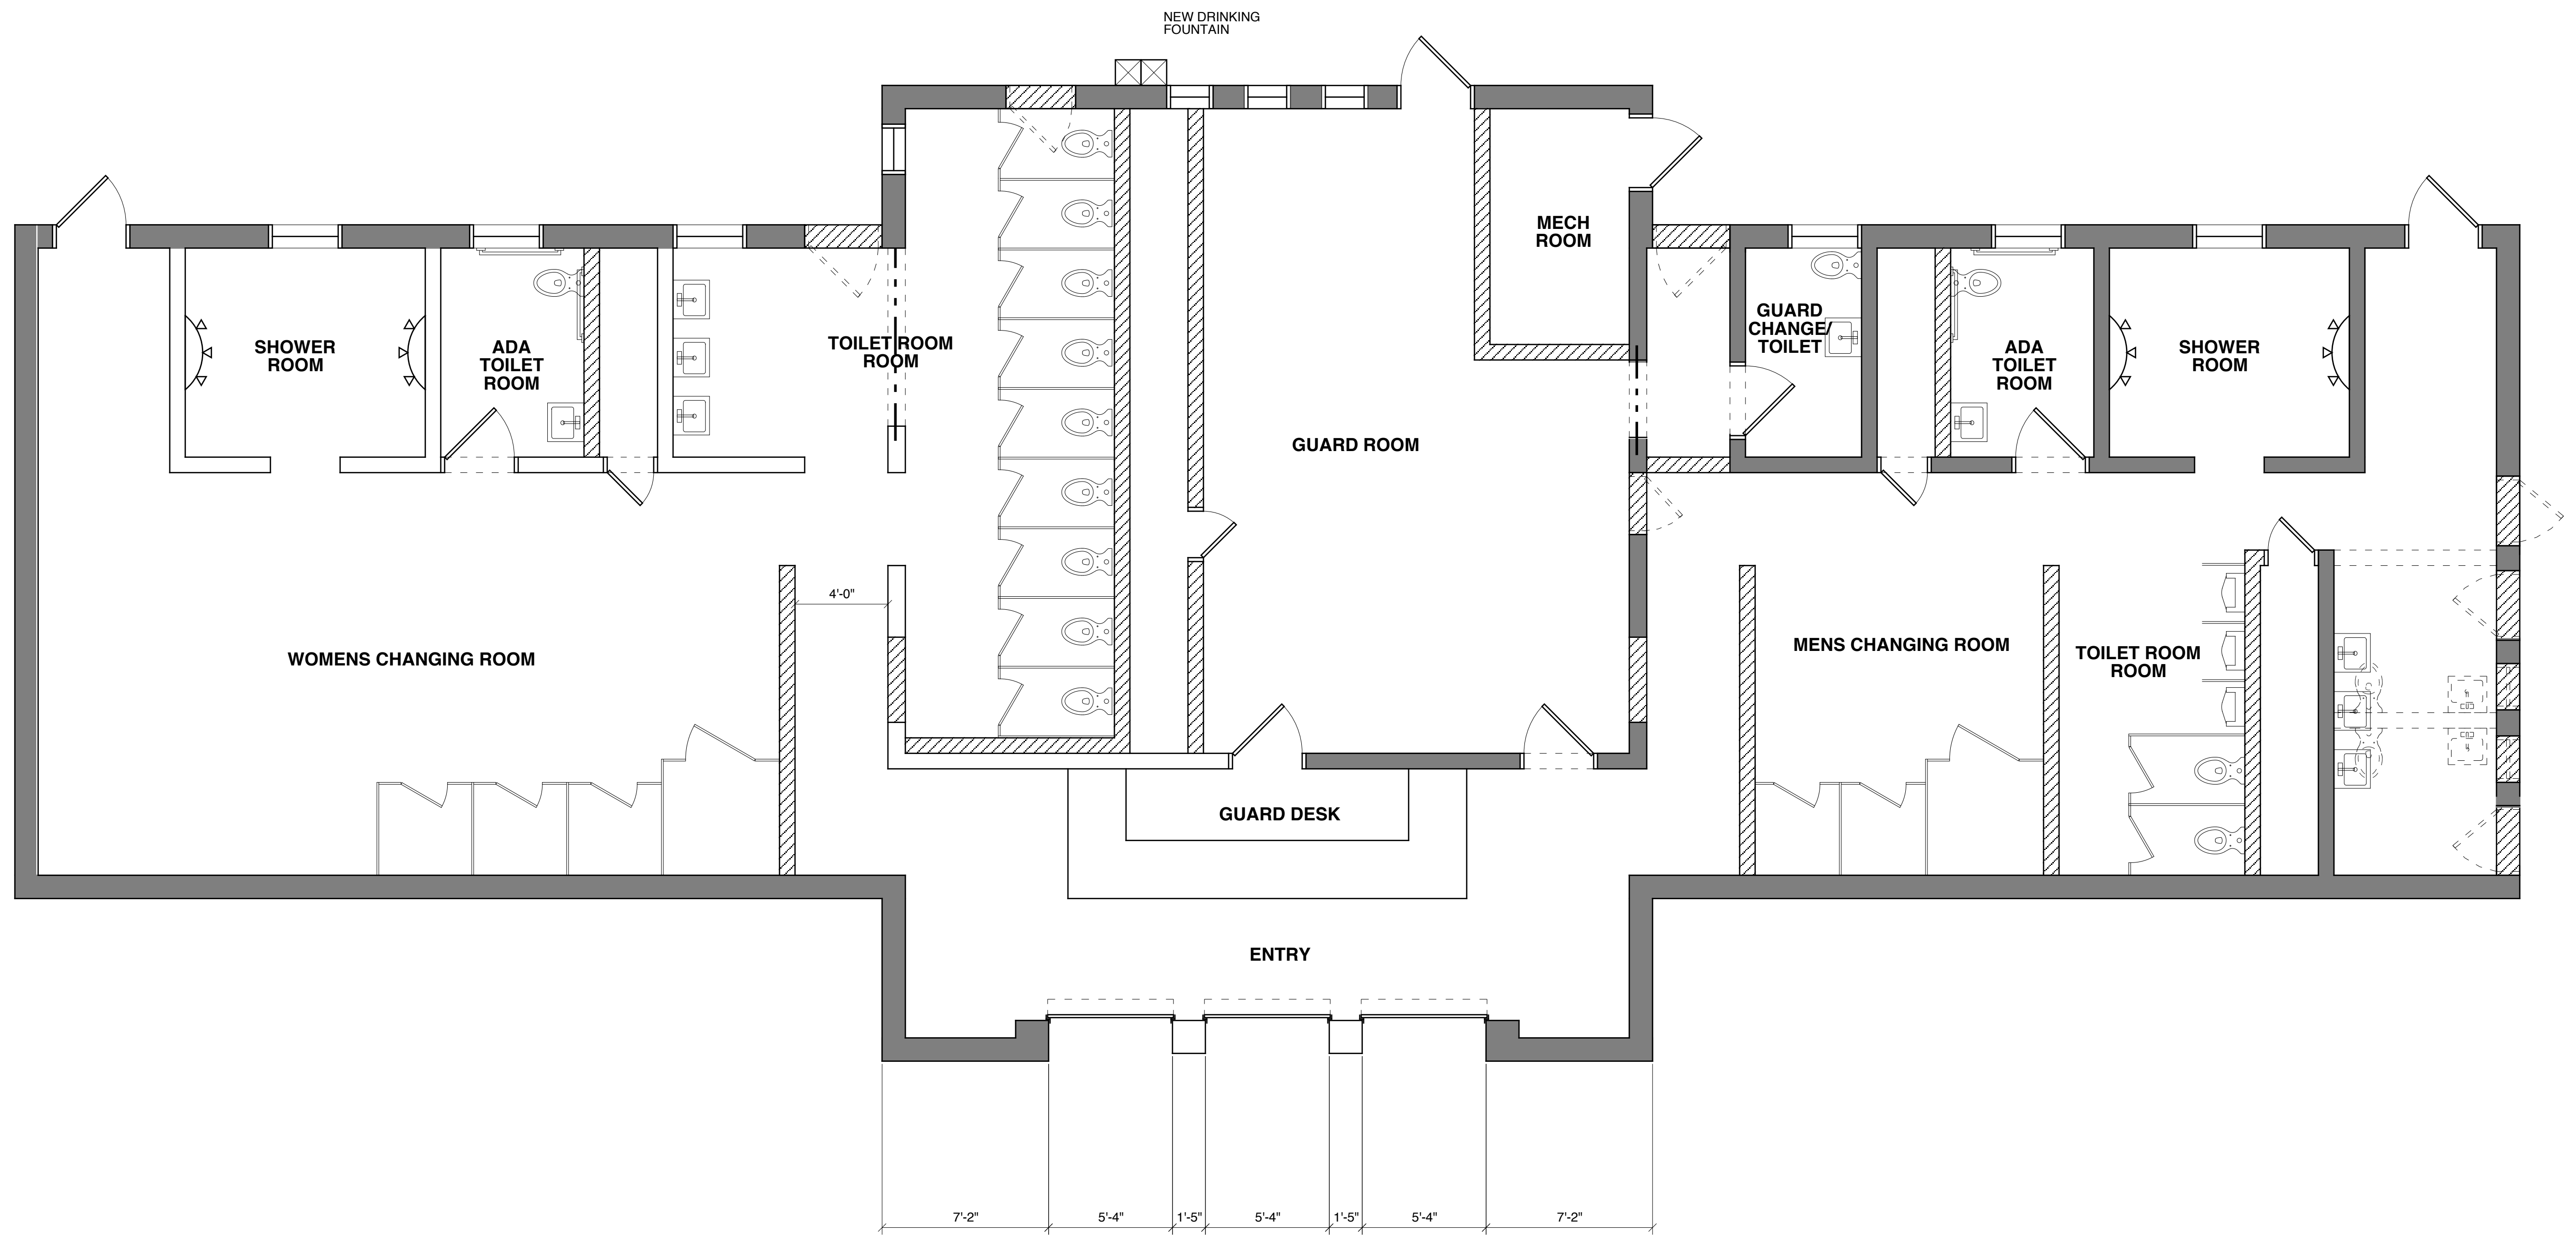 NEW DRINKING
FOUNTAIN
MECH
ROOM
SHOWER
ROOM
ADA
TOILET
ROOM
TOILET ROOM
ROOM
GUARD
CHANGE/
TOILET
ADA
TOILET
ROOM
SHOWER
ROOM
GUARD ROOM
4'-0"
WOMENS CHANGING ROOM
MENS CHANGING ROOM
TOILET ROOM
ROOM
GUARD DESK
ENTRY
7'-2"
5'-4"
1'-5"
5'-4"
1'-5"
5'-4"
7'-2"